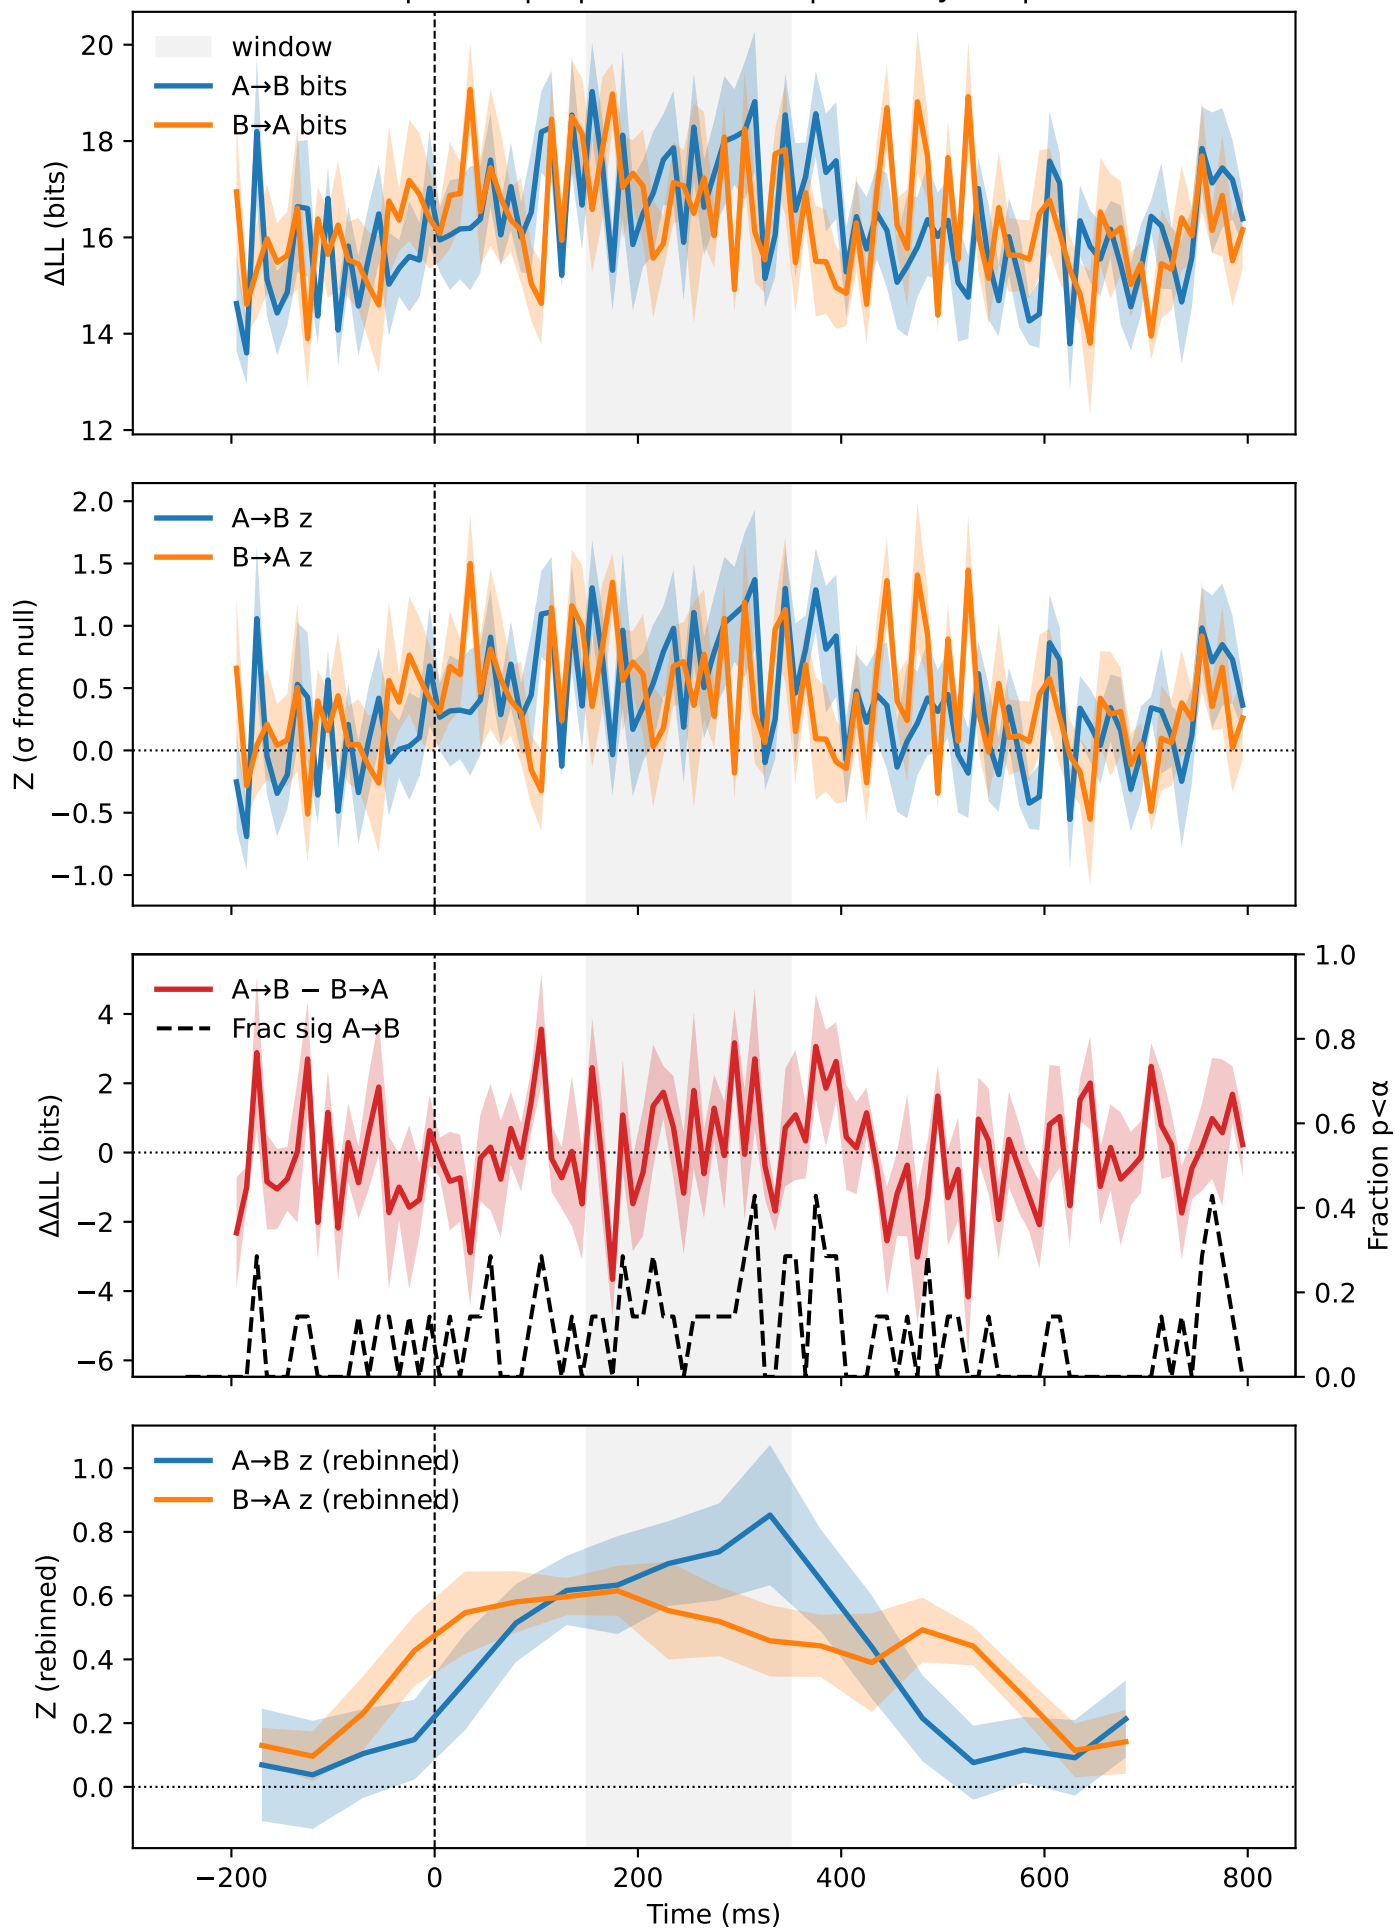 20
18
16
14
12
ΔLL (bits)
window
A→B bits
B→A bits
2.0
1.5
1.0
0.5
0.0
−0.5
−1.0
Z (σ from null)
A→B z
B→A z
4
2
0
−2
−4
−6
ΔΔLL (bits)
A→B − B→A
Frac sig A→B
1.0
0.8
0.6
0.4
0.2
0.0
Fraction p<α
1.0
0.8
0.6
0.4
0.2
0.0
Z (rebinned)
A→B z (rebinned)
B→A z (rebinned)
−200 0 200 400 600 800
Time (ms)